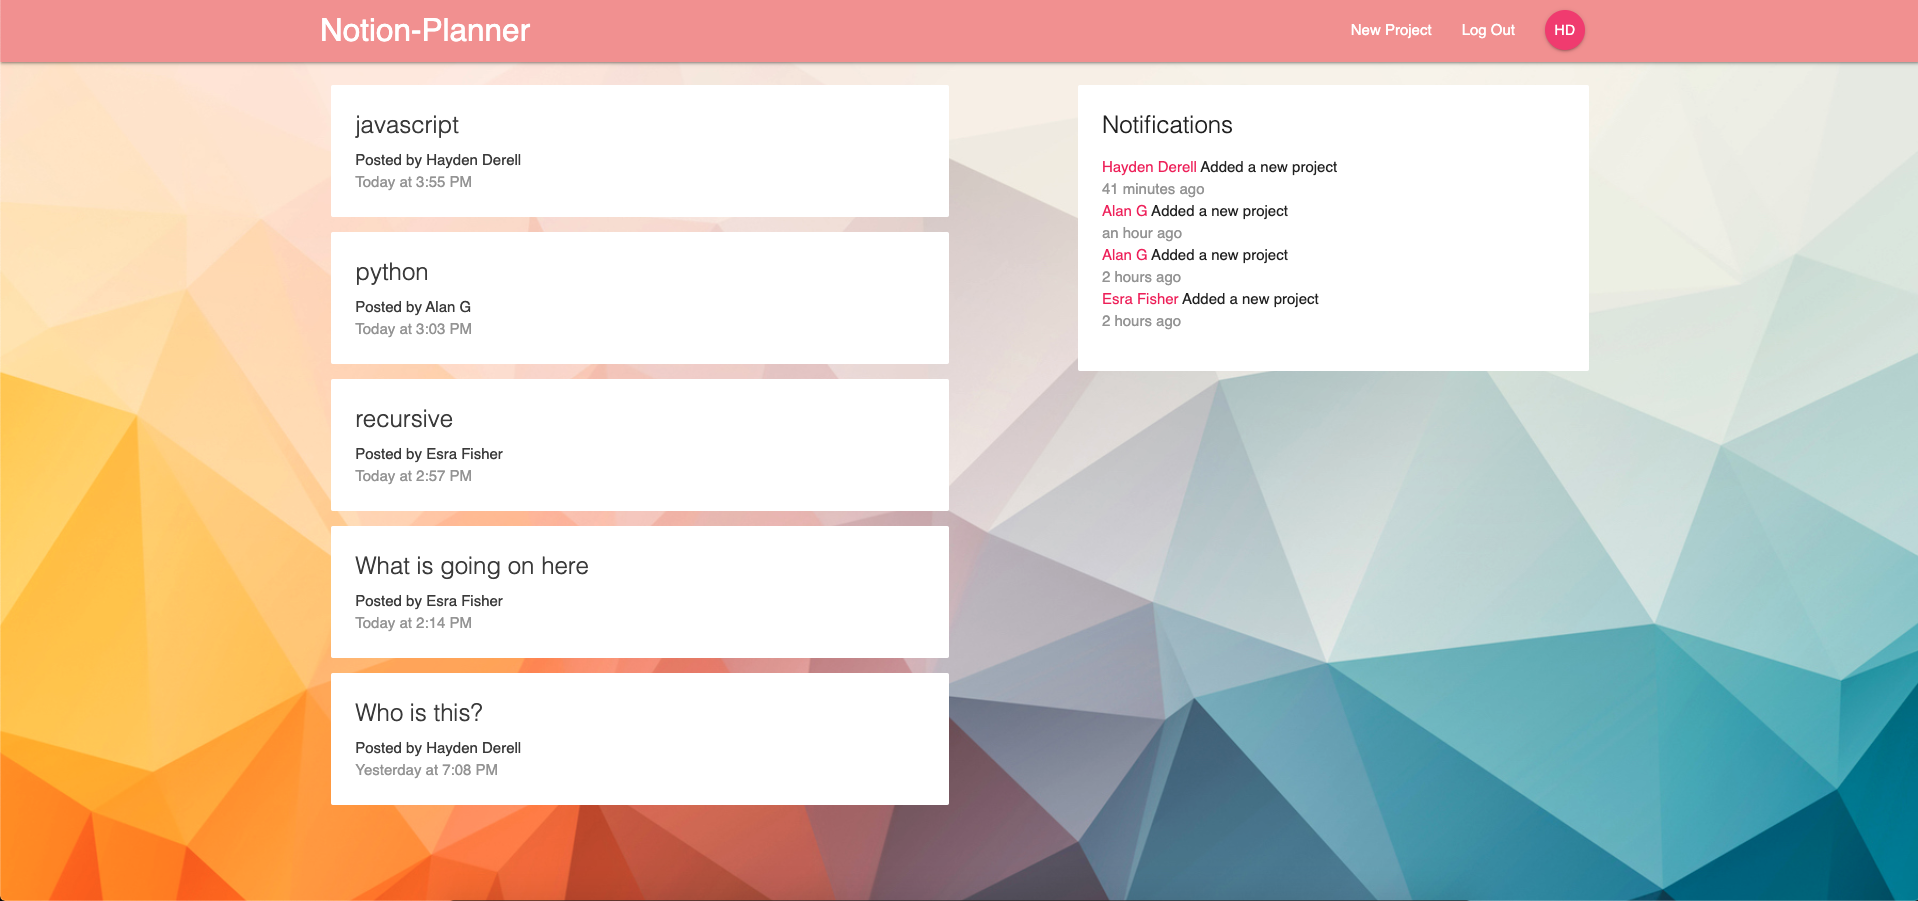 Notion-Planner
New Project
Log Out
HD
javascript
Posted by Hayden Derell
Today at 3:55 PM
python
Posted by Alan G
Today at 3:03 PM
recursive
Posted by Esra Fisher
Today at 2:57 PM
What is going on here
Posted by Esra Fisher
Today at 2:14 PM
Who is this?
Posted by Hayden Derell
Yesterday at 7:08 PM
Notifications
Hayden Derell Added a new project
41 minutes ago
Alan G Added a new project
an hour ago
Alan G Added a new project
2 hours ago
Esra Fisher Added a new project
2 hours ago